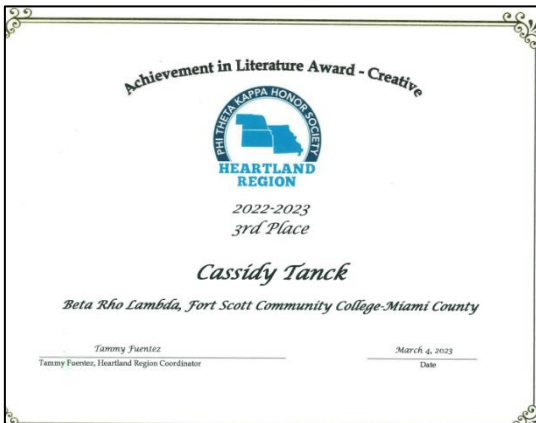 Achievement in Literature Award - Creative
PHI THETA KAPPA HONOR SOCIETY
HEARTLAND
REGION
2022-2023
3rd Place
Cassidy Tanck
Beta Rho Lambda, Fort Scott Community College-Miami County
Tammy Fuentez
March 4, 2023
Tammy Fuentez, Heartland Region Coordinator
Date